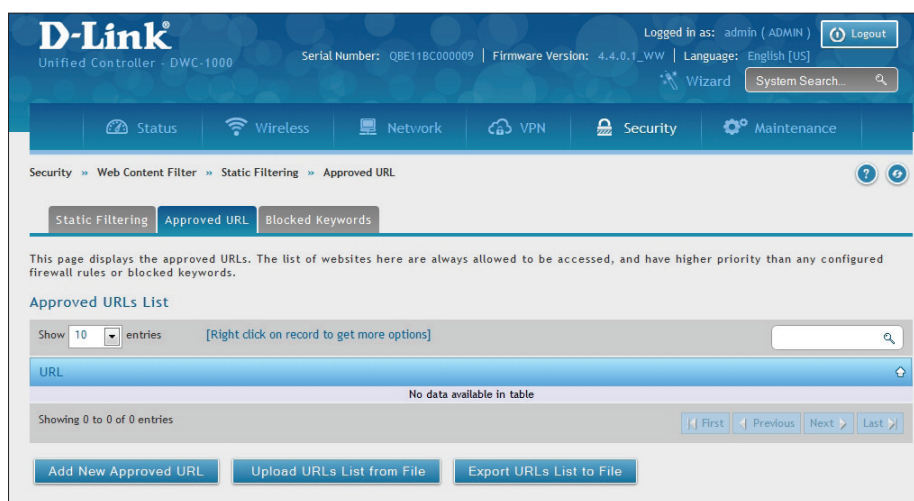 D-Link®
Unified Controller - DWC-1000
Logged in as: admin ( ADMIN ) Logout
Serial Number: QBE11BC000009 | Firmware Version: 4.4.0.1_WW | Language: English [US]
Wizard System Search...
Status Wireless Network VPN Security Maintenance
Security » Web Content Filter » Static Filtering » Approved URL
Static Filtering Approved URL Blocked Keywords
This page displays the approved URLs. The list of websites here are always allowed to be accessed, and have higher priority than any configured
firewall rules or blocked keywords.
Approved URLs List
Show 10 entries [Right click on record to get more options]
URL
No data available in table
Showing 0 to 0 of 0 entries First Previous Next Last
Add New Approved URL Upload URLs List from File Export URLs List to File